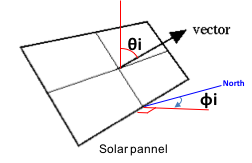 θi
vector
North
ϕi
Solar pannel